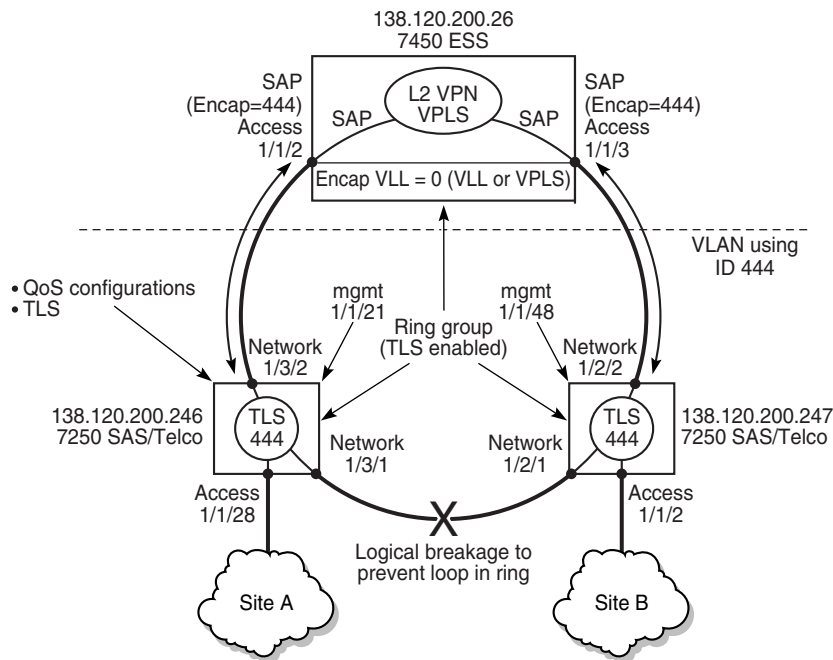 138.120.200.26
7450 ESS
SAP
(Encap=444)
Access
1/1/2
SAP
L2 VPN
VPLS
SAP
SAP
(Encap=444)
Access
1/1/3
Encap VLL = 0 (VLL or VPLS)
VLAN using
ID 444
• QoS configurations
• TLS
mgmt
1/1/21
Ring group
(TLS enabled)
mgmt
1/1/48
Network
1/3/2
Network
1/2/2
138.120.200.246
7250 SAS/Telco
TLS
444
Network
1/3/1
Network
1/2/1
TLS
444
138.120.200.247
7250 SAS/Telco
Access
1/1/28
X
Access
1/1/2
Logical breakage to
prevent loop in ring
Site A
Site B